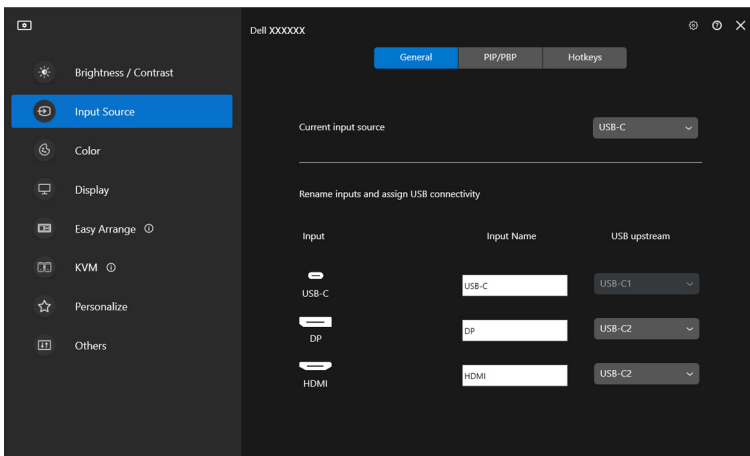 Dell XXXXXX
General PIP/PBP Hotkeys
Brightness / Contrast
Input Source
Color
Display
Easy Arrange
KVM
Personalize
Others
Current input source USB-C
Rename inputs and assign USB connectivity
Input Input Name USB upstream
USB-C USB-C USB-C1
DP DP USB-C2
HDMI HDMI USB-C2